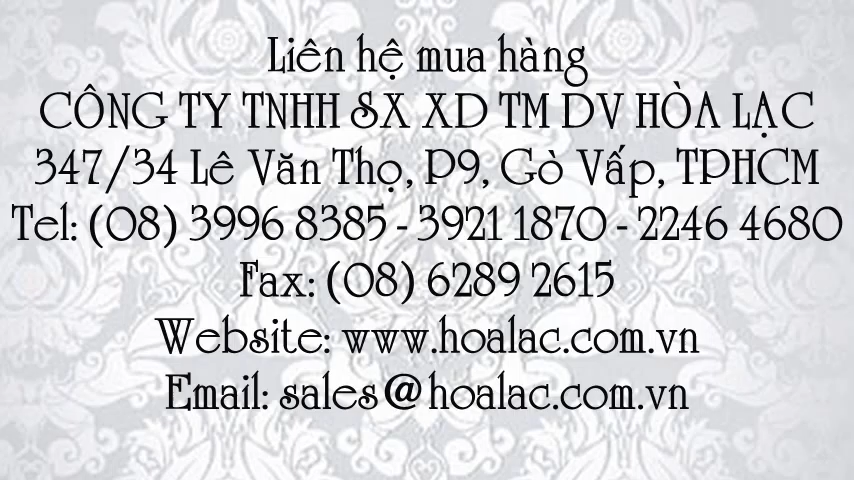 Liên hệ mua hàng
CÔNG TY TNHH SX XD TM DV HÒA LẠC
347/34 Lê Văn Thọ, P9, Gò Vấp, TPHCM
Tel: (08) 3996 8385 - 3921 1870 - 2246 4680
Fax: (08) 6289 2615
Website: www.hoalac.com.vn
Email: sales@hoalac.com.vn